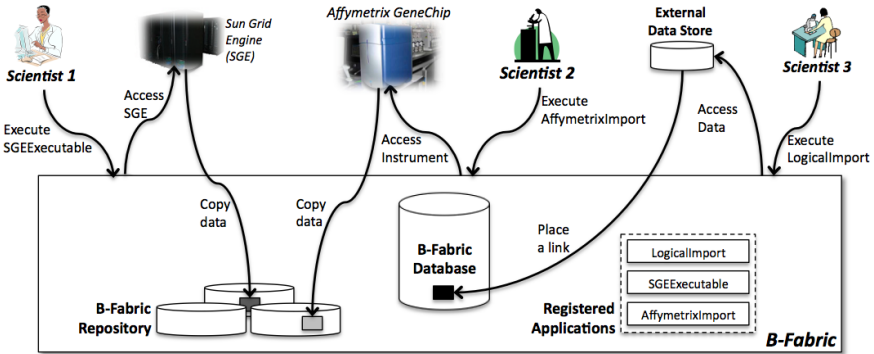 Sun Grid
Engine
(SGE)
Affymetrix GeneChip
External
Data Store
Scientist 1
Scientist 2
Scientist 3
Execute
SGEExecutable
Access
SGE
Access
Instrument
Execute
AffymetrixImport
Access
Data
Execute
LogicalImport
Copy
data
Copy
data
B-Fabric
Database
Place
a link
LogicalImport
SGEExecutable
AffymetrixImport
B-Fabric
Repository
Registered
Applications
B-Fabric